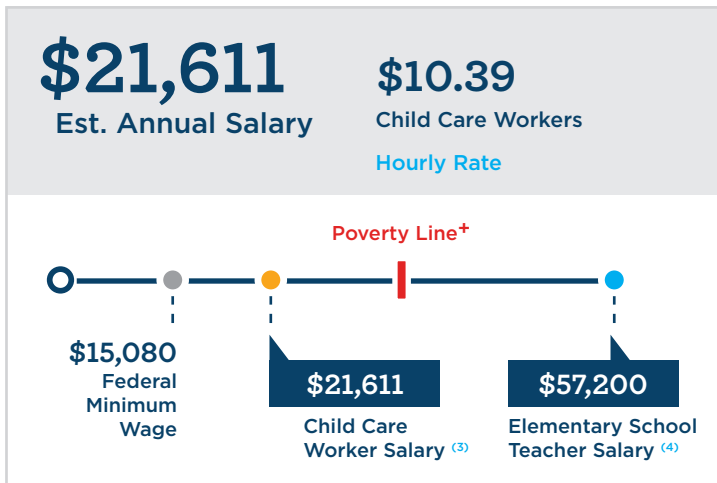 $21,611
Est. Annual Salary
$10.39
Child Care Workers
Hourly Rate
Poverty Line+
$15,080
Federal
Minimum
Wage
$21,611
Child Care
Worker Salary (3)
$57,200
Elementary School
Teacher Salary (4)